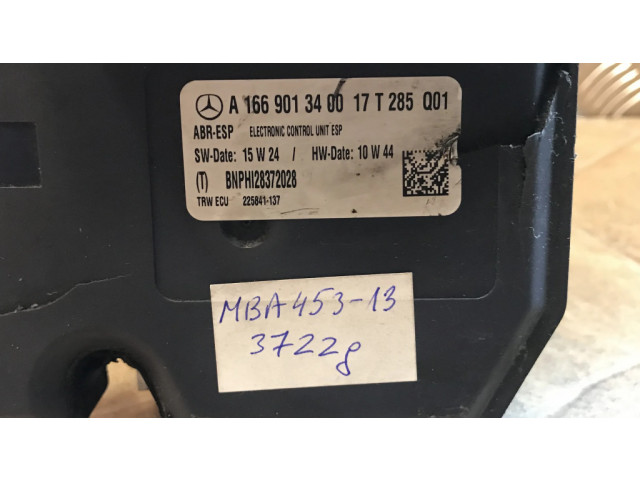 A 166 901 34 00 17 T 285 Q01
ABR-ESP ELECTRONIC CONTROL UNIT ESP
SW-Date: 15 W 24 / HW-Date: 10 W 44
(T) BNPHI28372028
TRW ECU 225841-137
MBA453-13
3722g